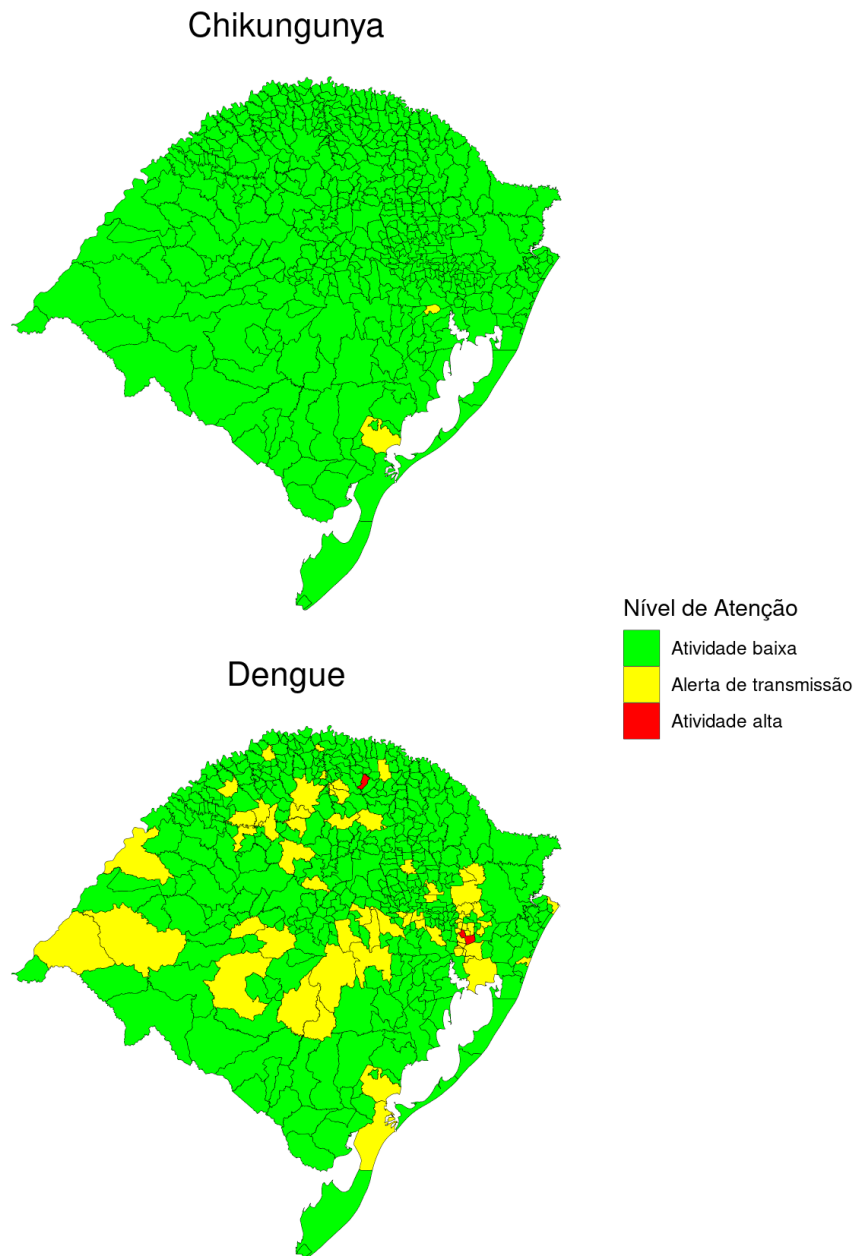 Chikungunya
Nível de Atenção
Atividade baixa
Alerta de transmissão
Atividade alta
Dengue